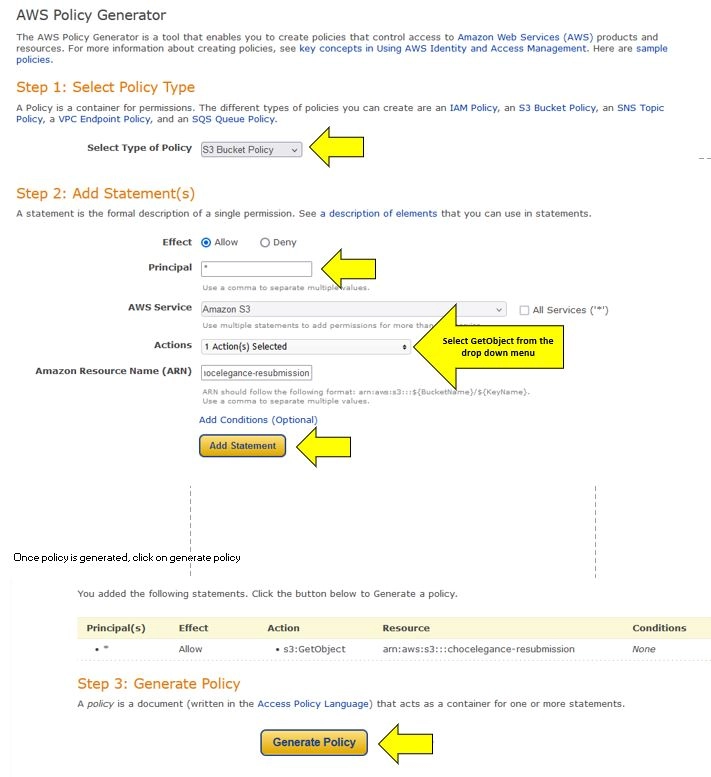 AWS Policy Generator
The AWS Policy Generator is a tool that enables you to create policies that control access to Amazon Web Services (AWS) products and
resources. For more information about creating policies, see key concepts in Using AWS Identity and Access Management. Here are sample
policies.
Step 1: Select Policy Type
A Policy is a container for permissions. The different types of policies you can create are an IAM Policy, an S3 Bucket Policy, an SNS Topic
Policy, a VPC Endpoint Policy, and an SQS Queue Policy.
Select Type of Policy S3 Bucket Policy
Step 2: Add Statement(s)
A statement is the formal description of a single permission. See a description of elements that you can use in statements.
Effect Allow Deny
Principal *
Use a comma to separate multiple values.
AWS Service Amazon S3 All Services ('*')
Use multiple statements to add permissions for more than
Actions 1 Action(s) Selected
Select GetObject from the
drop down menu
Amazon Resource Name (ARN) ocelegance-resubmission
ARN should follow the following format: arn:aws:s3:::${BucketName}/${KeyName}.
Use a comma to separate multiple values.
Add Conditions (Optional)
Add Statement
Once policy is generated, click on generate policy
You added the following statements. Click the button below to Generate a policy.
Principal(s) Effect Action Resource Conditions
• * Allow • s3:GetObject arn:aws:s3:::chocelegance-resubmission None
Step 3: Generate Policy
A policy is a document (written in the Access Policy Language) that acts as a container for one or more statements.
Generate Policy